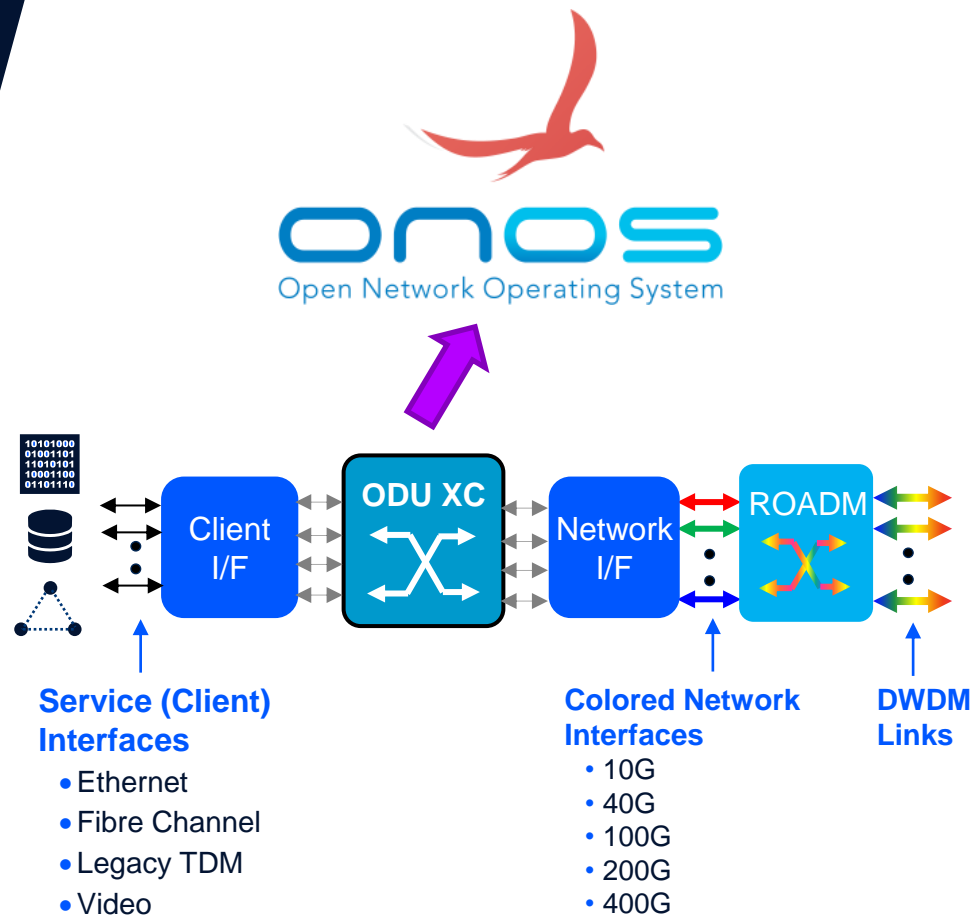 onos
Open Network Operating System
10101000
01001101
11010101
10001100
01101110
Client
I/F
ODU XC
Network
I/F
ROADM
Service (Client)
Interfaces
• Ethernet
• Fibre Channel
• Legacy TDM
• Video
Colored Network
Interfaces
• 10G
• 40G
• 100G
• 200G
• 400G
DWDM
Links